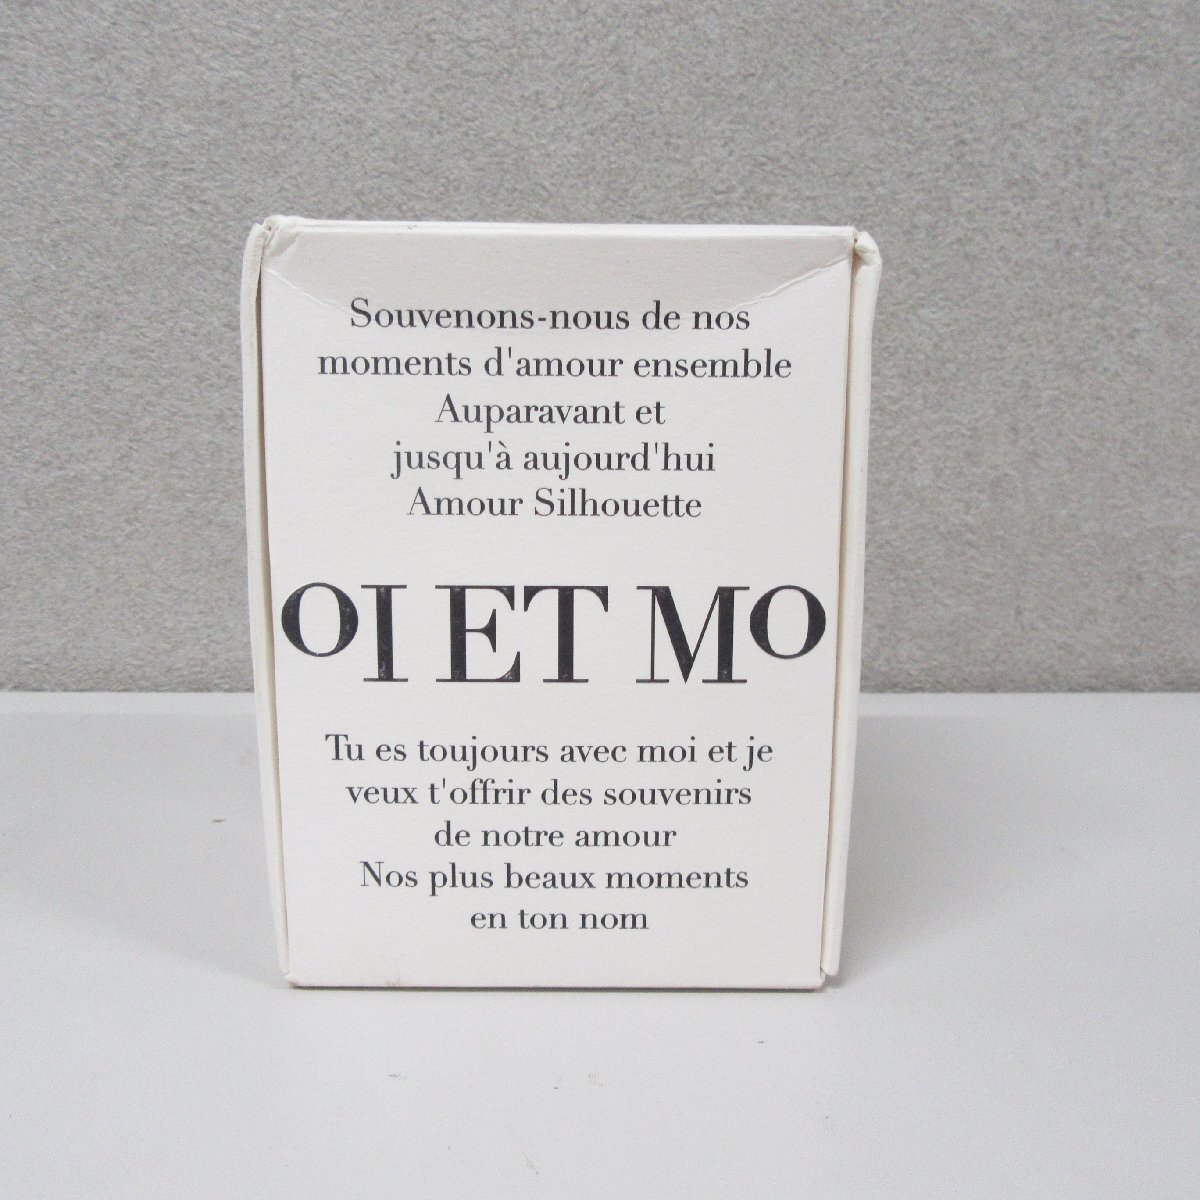 Souvenons-nous de nos
moments d'amour ensemble
Auparavant et
jusqu'à aujourd'hui
Amour Silhouette
OI ET MO
Tu es toujours avec moi et je
veux t'offrir des souvenirs
de notre amour
Nos plus beaux moments
en ton nom